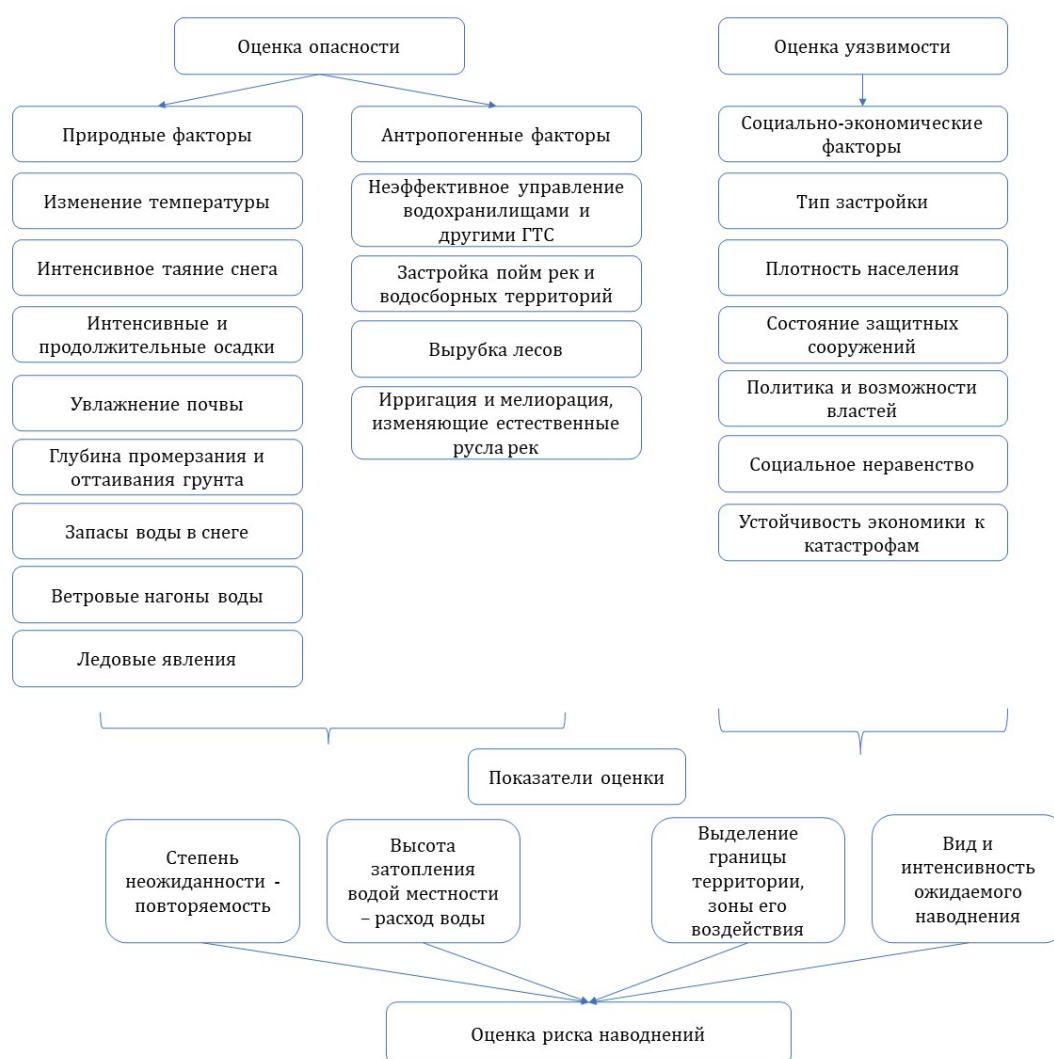 Оценка опасности
Оценка уязвимости
Природные факторы
Антропогенные факторы
Социально-экономические
факторы
Изменение температуры
Интенсивное таяние снега
Интенсивные и
продолжительные осадки
Увлажнение почвы
Глубина промерзания и
оттаивания грунта
Запасы воды в снеге
Ветровые нагоны воды
Ледовые явления
Неэффективное управление
водохранилищами и
другими ГТС
Застройка пойм рек и
водосборных территорий
Вырубка лесов
Ирригация и мелиорация,
изменяющие естественные
русла рек
Тип застройки
Плотность населения
Состояние защитных
сооружений
Политика и возможности
властей
Социальное неравенство
Устойчивость экономики к
катастрофам
Показатели оценки
Степень
неожиданности -
повторяемость
Высота
затопления
водой местности
– расход воды
Выделение
границы
территории,
зоны его
воздействия
Вид и
интенсивность
ожидаемого
наводнения
Оценка риска наводнений